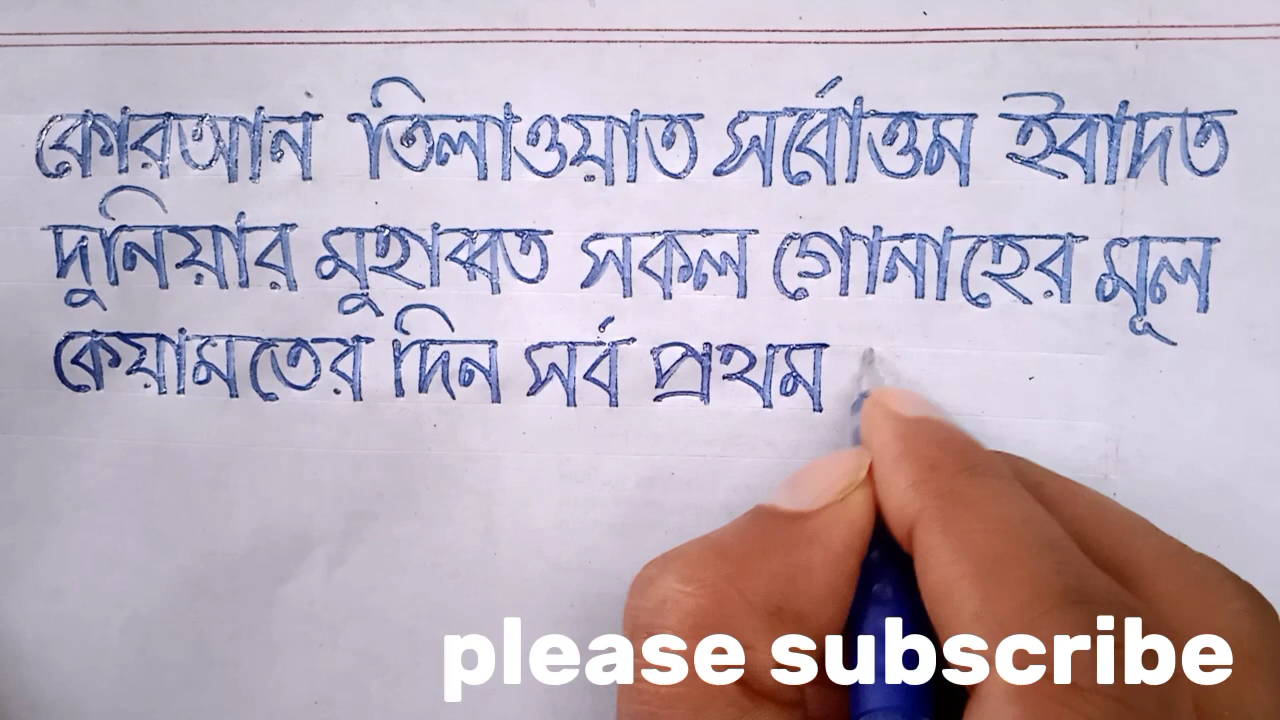 কোরআন তিলাওয়াত সর্বোত্তম ইবাদত
দুনিয়ার মুহাব্বত সকল গোনাহের মূল
কেয়ামতের দিন সর্ব প্রথম
please subscribe